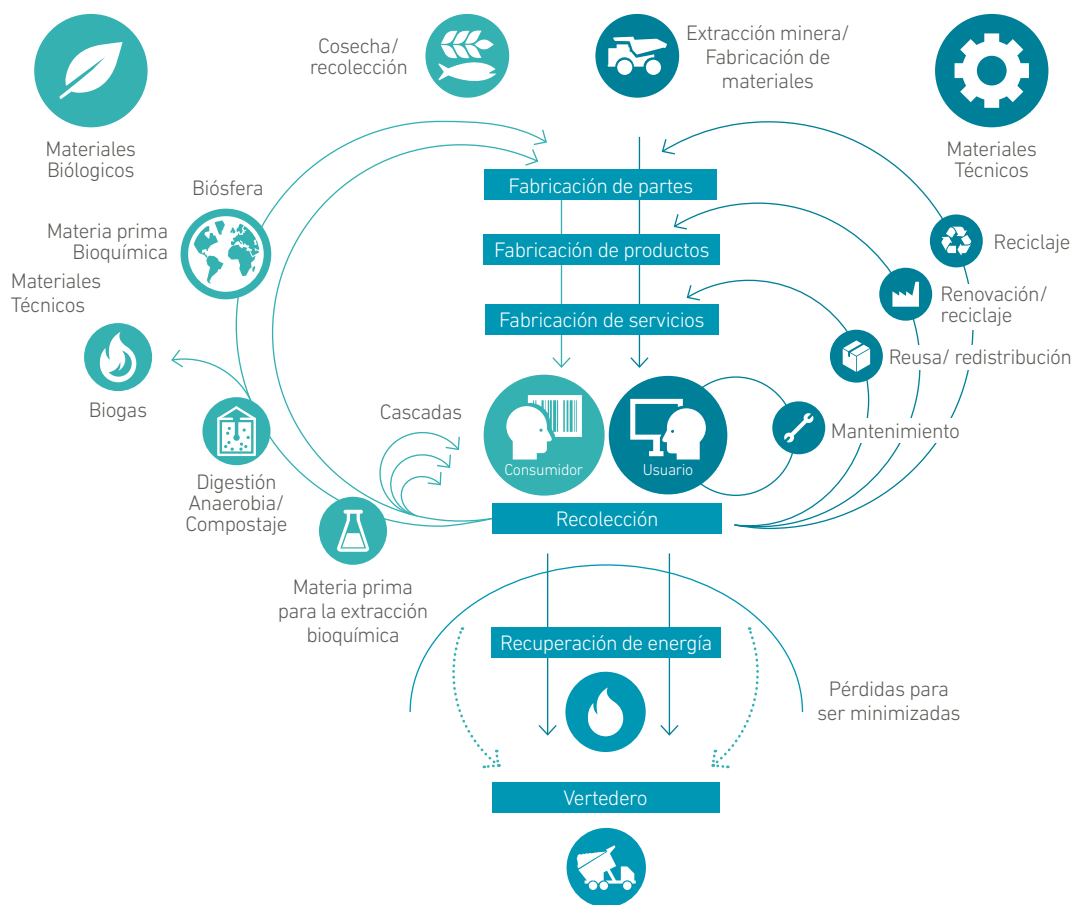 Cosecha/
recolección
Extracción minera/
Fabricación de
materiales
Materiales
Biólogicos
Materiales
Técnicos
Biósfera
Fabricación de partes
Materia prima
Bioquímica
Fabricación de productos
Reciclaje
Materiales
Técnicos
Renovación/
reciclaje
Fabricación de servicios
Reusa/ redistribución
Biogas
Cascadas
Mantenimiento
Consumidor
Usuario
Digestión
Anaerobia/
Compostaje
Recolección
Materia prima
para la extracción
bioquímica
Recuperación de energía
Pérdidas para
ser minimizadas
Vertedero